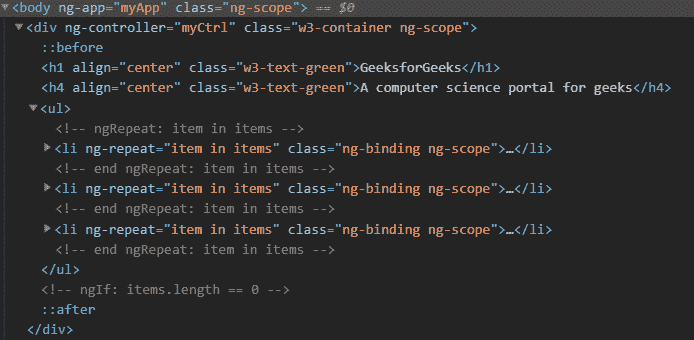 <body ng-app="myApp" class="ng-scope"> == $0
<div ng-controller="myCtrl" class="w3-container ng-scope">
::before
<h1 align="center" class="w3-text-green">GeeksforGeeks</h1>
<h4 align="center" class="w3-text-green">A computer science portal for geeks</h4>
<ul>
<!-- ngRepeat: item in items -->
<li ng-repeat="item in items" class="ng-binding ng-scope">…</li>
<!-- end ngRepeat: item in items -->
<li ng-repeat="item in items" class="ng-binding ng-scope">…</li>
<!-- end ngRepeat: item in items -->
<li ng-repeat="item in items" class="ng-binding ng-scope">…</li>
<!-- end ngRepeat: item in items -->
</ul>
<!-- ngIf: items.length == 0 -->
::after
</div>